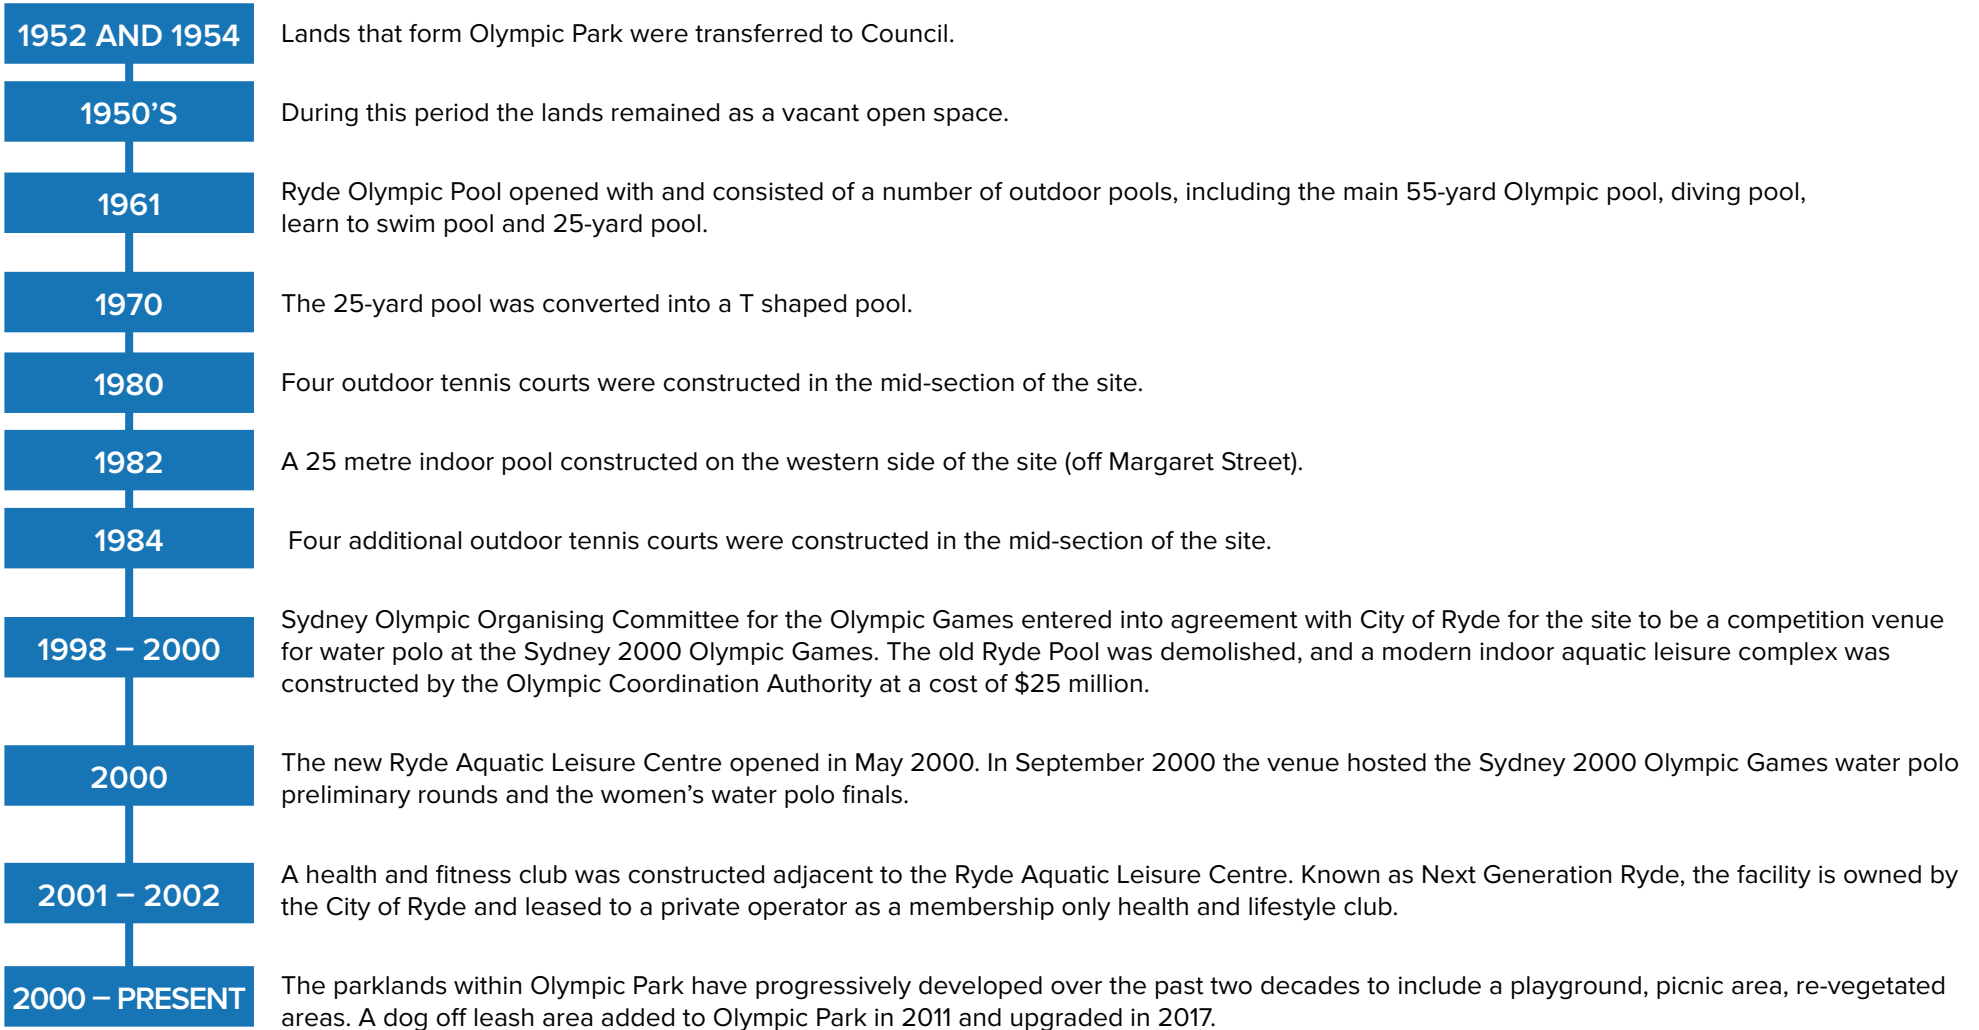 1952 AND 1954
Lands that form Olympic Park were transferred to Council.
1950’S
During this period the lands remained as a vacant open space.
1961
Ryde Olympic Pool opened with and consisted of a number of outdoor pools, including the main 55-yard Olympic pool, diving pool,
learn to swim pool and 25-yard pool.
1970
The 25-yard pool was converted into a T shaped pool.
1980
Four outdoor tennis courts were constructed in the mid-section of the site.
1982
A 25 metre indoor pool constructed on the western side of the site (off Margaret Street).
1984
Four additional outdoor tennis courts were constructed in the mid-section of the site.
1998 – 2000
Sydney Olympic Organising Committee for the Olympic Games entered into agreement with City of Ryde for the site to be a competition venue
for water polo at the Sydney 2000 Olympic Games. The old Ryde Pool was demolished, and a modern indoor aquatic leisure complex was
constructed by the Olympic Coordination Authority at a cost of $25 million.
2000
The new Ryde Aquatic Leisure Centre opened in May 2000. In September 2000 the venue hosted the Sydney 2000 Olympic Games water polo
preliminary rounds and the women’s water polo finals.
2001 – 2002
A health and fitness club was constructed adjacent to the Ryde Aquatic Leisure Centre. Known as Next Generation Ryde, the facility is owned by
the City of Ryde and leased to a private operator as a membership only health and lifestyle club.
2000 – PRESENT
The parklands within Olympic Park have progressively developed over the past two decades to include a playground, picnic area, re-vegetated
areas. A dog off leash area added to Olympic Park in 2011 and upgraded in 2017.